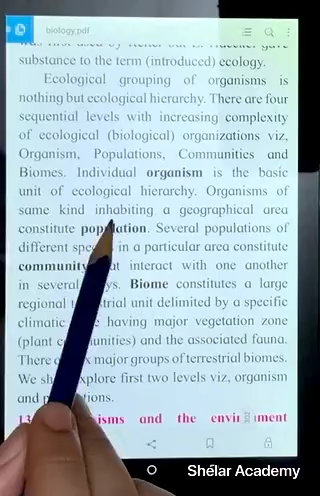 biology.pdf
substance to the term (introduced) ecology.
Ecological grouping of organisms is
nothing but ecological hierarchy. There are four
sequential levels with increasing complexity
of ecological (biological) organizations viz,
Organism, Populations, Communities and
Biomes. Individual organism is the basic
unit of ecological hierarchy. Organisms of
same kind inhabiting a geographical area
constitute population. Several populations of
different in a particular area constitute
community that interact with one another
in several . Biome constitutes a large
regional unit delimited by a specific
climatic having major vegetation zone
(plant and the associated fauna.
There major groups of terrestrial biomes.
We explore first two levels viz, organism
and
and the
Shélar Academy